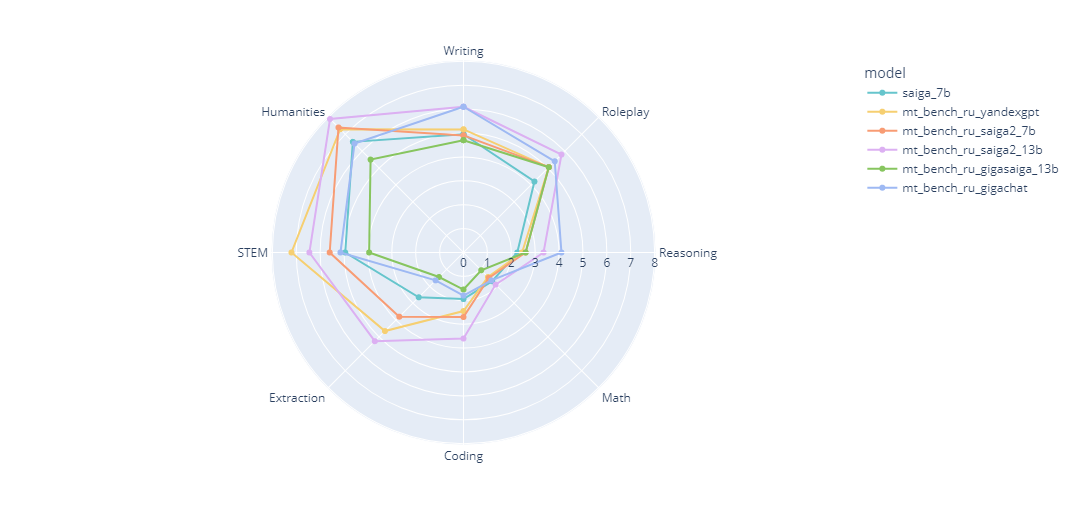 Writing
Humanities
Roleplay
STEM
0 1 2 3 4 5 6 7 8
Reasoning
Extraction
Math
Coding
model
saiga_7b
mt_bench_ru_yandexgpt
mt_bench_ru_saiga2_7b
mt_bench_ru_saiga2_13b
mt_bench_ru_gigasaiga_13b
mt_bench_ru_gigachat